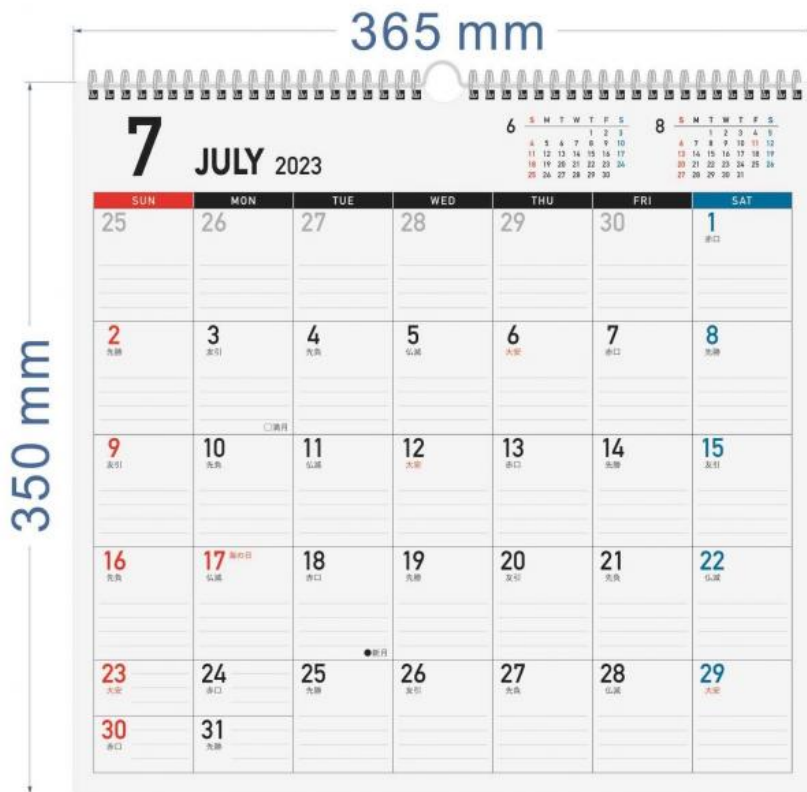 365 mm
350 mm
7 JULY 2023
6
S M T W T F S
1 2 3
4 5 6 7 8 9 10
11 12 13 14 15 16 17
18 19 20 21 22 23 24
25 26 27 28 29 30
8
S M T W T F S
1 2 3 4 5
6 7 8 9 10 11 12
13 14 15 16 17 18 19
20 21 22 23 24 25 26
27 28 29 30 31
SUN MON TUE WED THU FRI SAT
25 26 27 28 29 30 1
赤口
2 3 4 5 6 7 8
先勝 友引 先負 仏滅 大安 赤口 先勝
○満月
9 10 11 12 13 14 15
友引 先負 仏滅 大安 赤口 先勝 友引
16 17 海の日 18 19 20 21 22
先負 仏滅 赤口 先勝 友引 先負 仏滅
●新月
23 24 25 26 27 28 29
大安 赤口 先勝 友引 先負 仏滅 大安
30 31
赤口 先勝